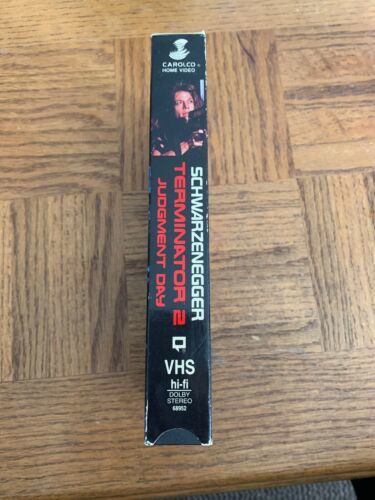 CAROLCO
HOME VIDEO
SCHWARZENEGGER
TERMINATOR 2
JUDGMENT DAY
VHS
hi-fi
DOLBY
STEREO
68952